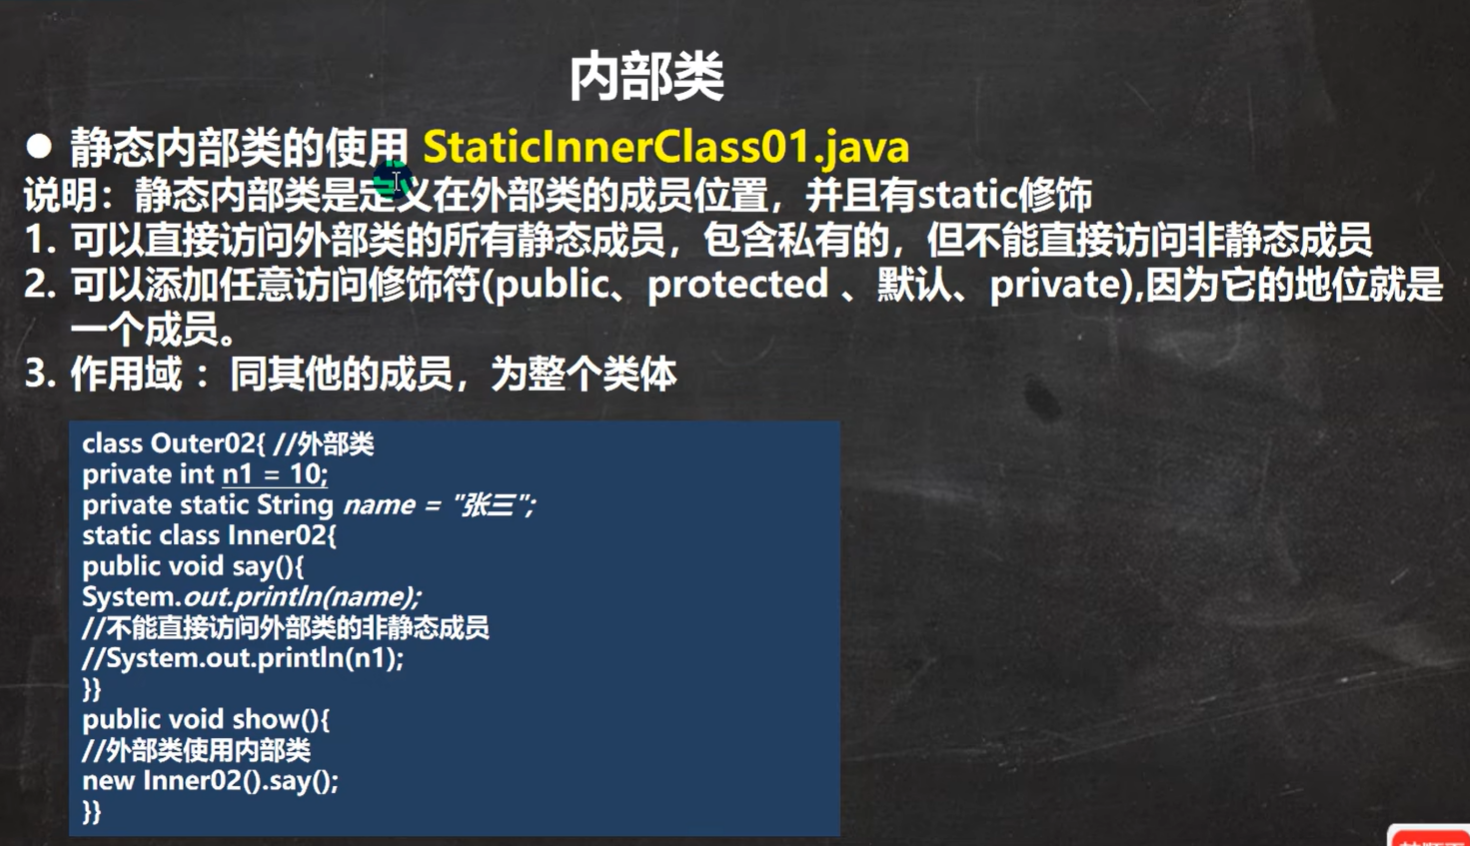 内部类
● 静态内部类的使用 StaticInnerClass01.java
说明：静态内部类是定义在外部类的成员位置，并且有static修饰
1. 可以直接访问外部类的所有静态成员，包含私有的，但不能直接访问非静态成员
2. 可以添加任意访问修饰符(public、protected 、默认、private),因为它的地位就是
一个成员。
3. 作用域 ：同其他的成员，为整个类体
class Outer02{ //外部类
private int n1 = 10;
private static String name = "张三";
static class Inner02{
public void say(){
System.out.println(name);
//不能直接访问外部类的非静态成员
//System.out.println(n1);
}}
public void show(){
//外部类使用内部类
new Inner02().say();
}}